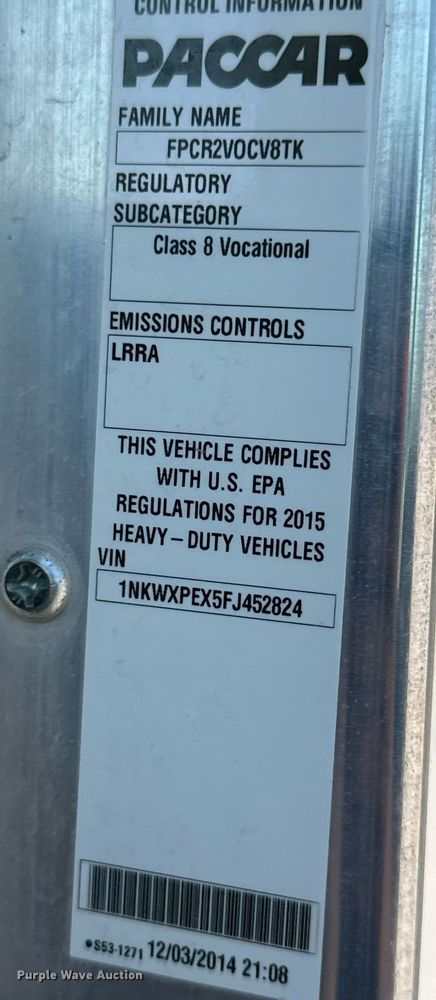 CONTROL INFORMATION
PACCAR
FAMILY NAME
FPCR2VOCV8TK
REGULATORY
SUBCATEGORY
Class 8 Vocational
EMISSIONS CONTROLS
LRRA
THIS VEHICLE COMPLIES
WITH U.S. EPA
REGULATIONS FOR 2015
HEAVY-DUTY VEHICLES
VIN
1NKWXPEX5FJ452824
•S53-1271 12/03/2014 21:08
Purple Wave Auction